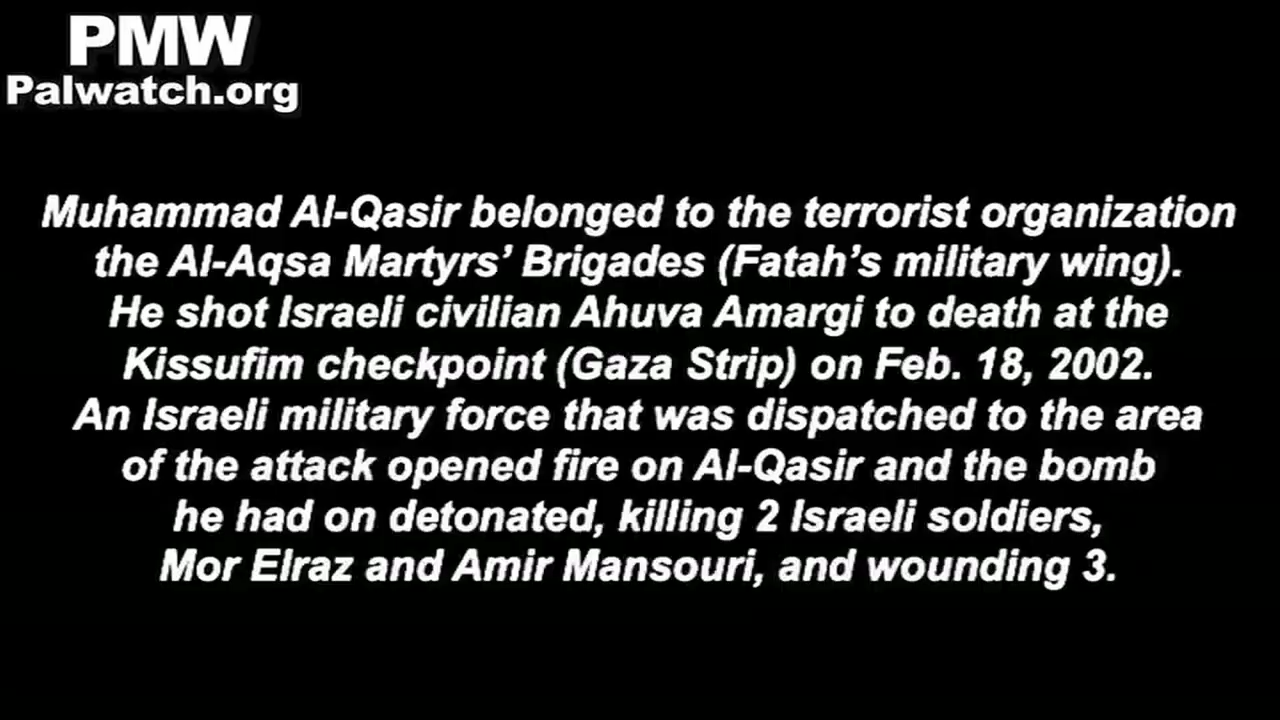 PMW
Palwatch.org
Muhammad Al-Qasir belonged to the terrorist organization
the Al-Aqsa Martyrs’ Brigades (Fatah’s military wing).
He shot Israeli civilian Ahuva Amargi to death at the
Kissufim checkpoint (Gaza Strip) on Feb. 18, 2002.
An Israeli military force that was dispatched to the area
of the attack opened fire on Al-Qasir and the bomb
he had on detonated, killing 2 Israeli soldiers,
Mor Elraz and Amir Mansouri, and wounding 3.